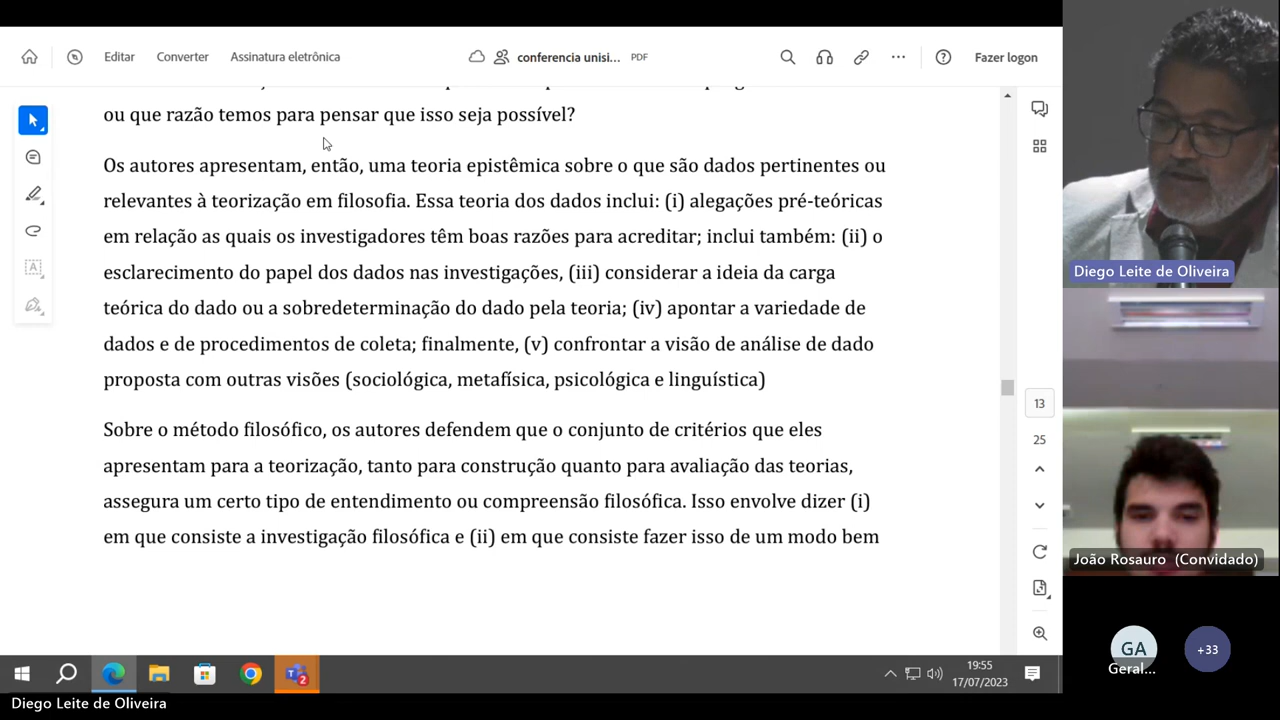 Editar
Converter
Assinatura eletrônica
conferencia unisi...
PDF
Fazer logon
ou que razão temos para pensar que isso seja possível?
Os autores apresentam, então, uma teoria epistêmica sobre o que são dados pertinentes ou
relevantes à teorização em filosofia. Essa teoria dos dados inclui: (i) alegações pré-teóricas
em relação as quais os investigadores têm boas razões para acreditar; inclui também: (ii) o
esclarecimento do papel dos dados nas investigações, (iii) considerar a ideia da carga
teórica do dado ou a sobredeterminação do dado pela teoria; (iv) apontar a variedade de
dados e de procedimentos de coleta; finalmente, (v) confrontar a visão de análise de dado
proposta com outras visões (sociológica, metafísica, psicológica e linguística)
Sobre o método filosófico, os autores defendem que o conjunto de critérios que eles
apresentam para a teorização, tanto para construção quanto para avaliação das teorias,
assegura um certo tipo de entendimento ou compreensão filosófica. Isso envolve dizer (i)
em que consiste a investigação filosófica e (ii) em que consiste fazer isso de um modo bem
13
25
Diego Leite de Oliveira
João Rosauro (Convidado)
GA
Geral...
+33
2
19:55
17/07/2023
Diego Leite de Oliveira